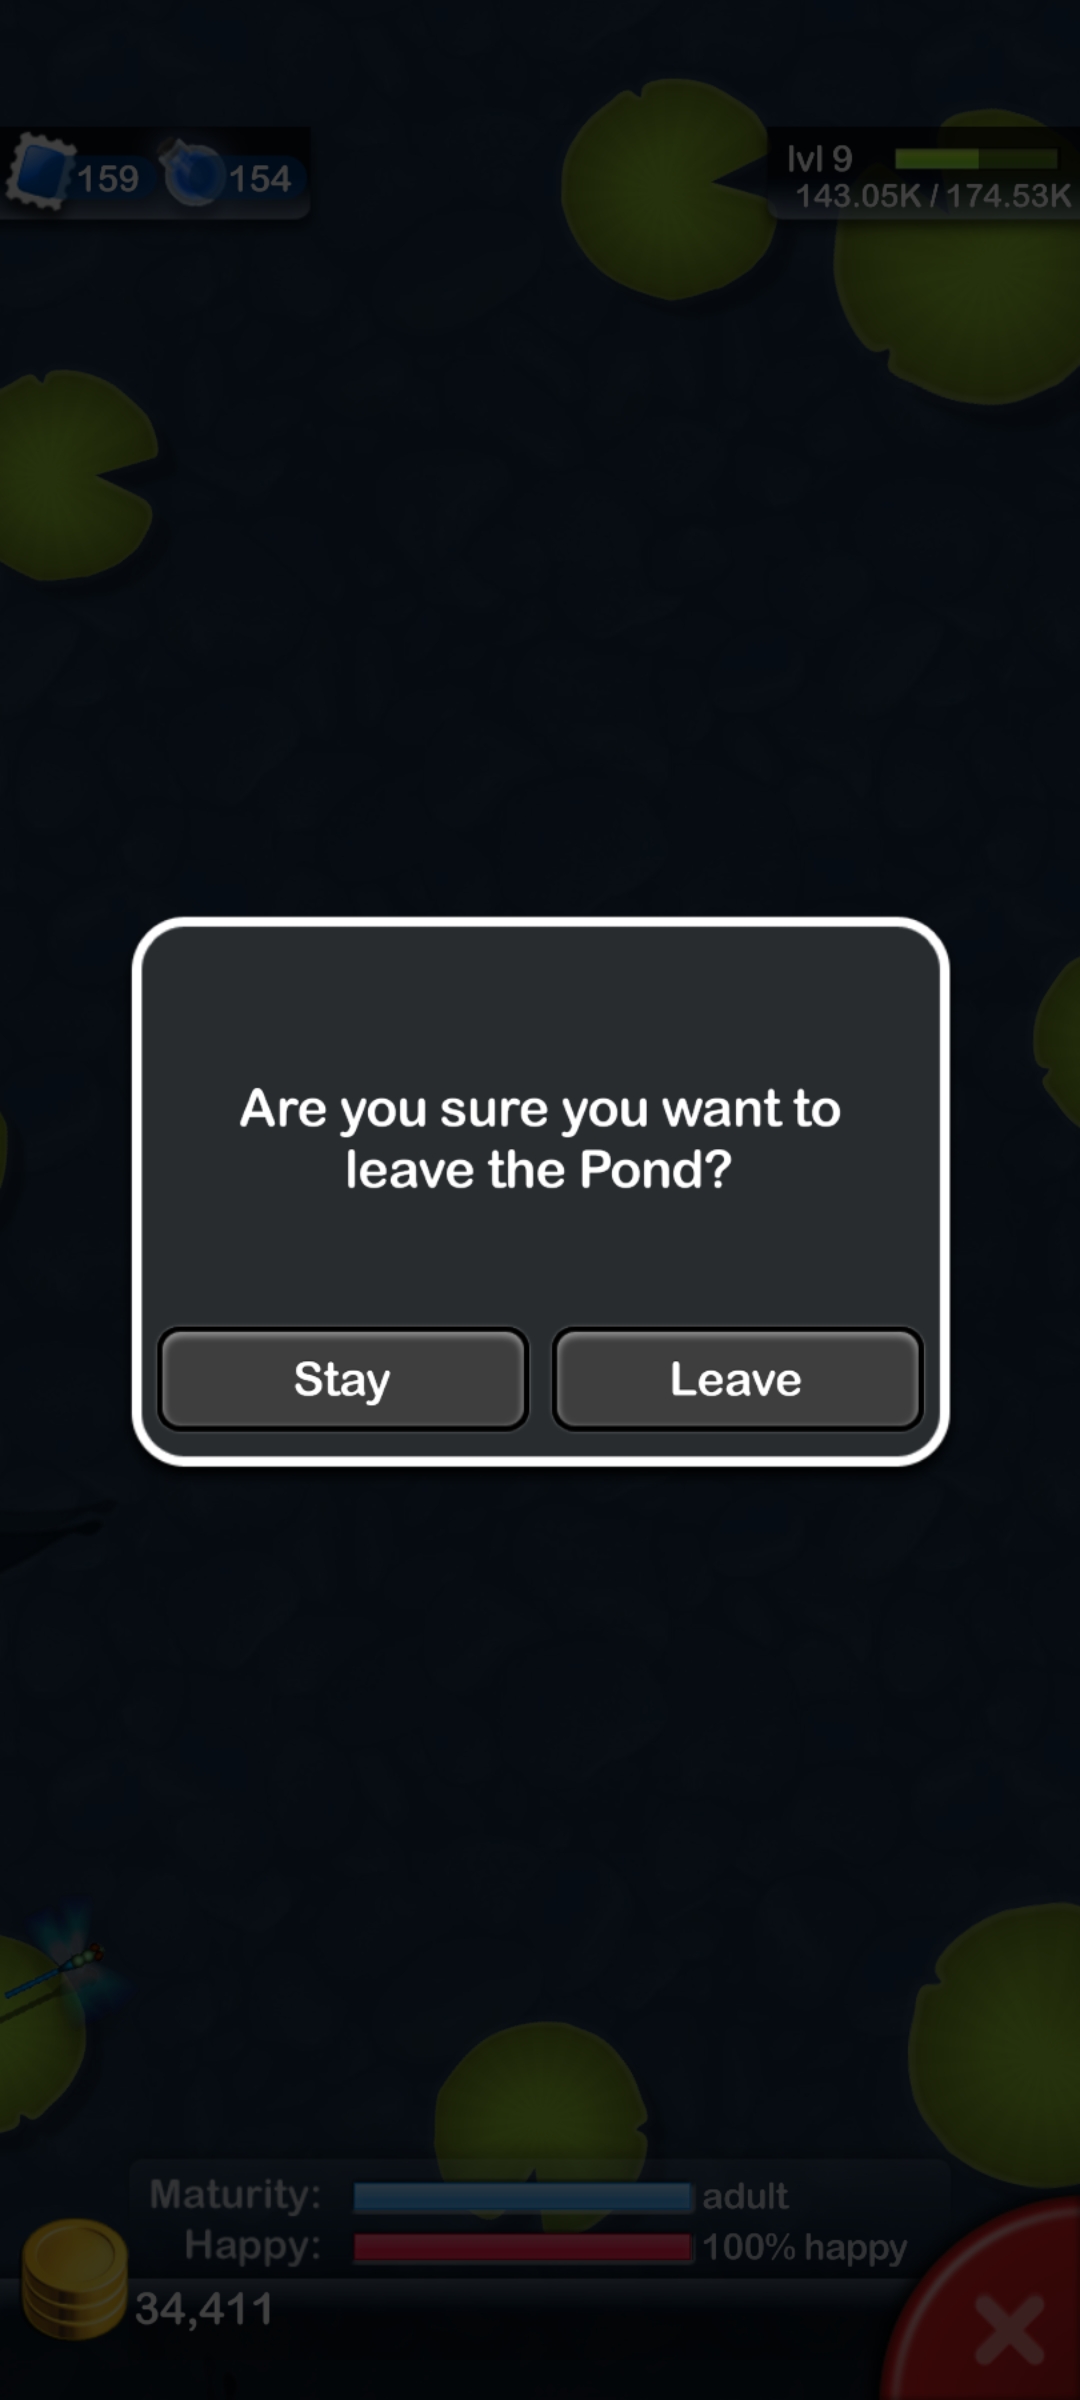 159 154
lvl 9
143.05K / 174.53K
Are you sure you want to
leave the Pond?
Stay Leave
Maturity: adult
Happy: 100% happy
34,411